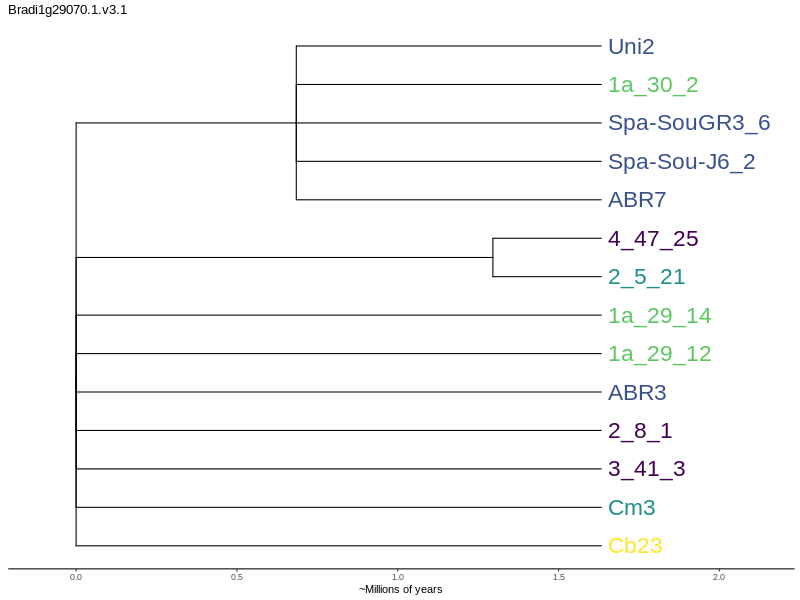 Bradi1g29070.1.v3.1
Uni2
1a_30_2
Spa-SouGR3_6
Spa-Sou-J6_2
ABR7
4_47_25
2_5_21
1a_29_14
1a_29_12
ABR3
2_8_1
3_41_3
Cm3
Cb23
0.0 0.5 1.0 1.5 2.0
~Millions of years